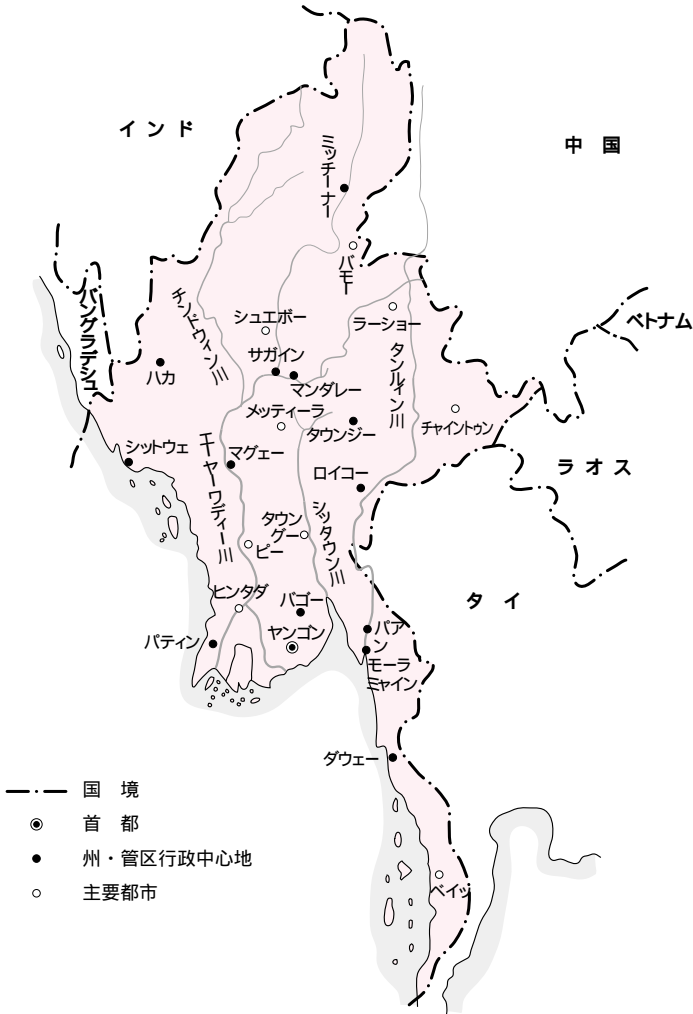 インド
中国
ミッチーナー
バモー
バングラデシュ
チンドウィン川
シュエボー
ラーショー
ベトナム
サガイン
ハカ
マンダレー
タンルィン川
メッティーラ
タウンジー
チャイントゥン
シットウェ
エーヤーワディー川
マグェー
ラオス
ロイコー
シッタウン川
タウン
グー
ピー
ヒンタダ
バゴー
タイ
パティン
ヤンゴン
パア
ン
モーラ
ミャイン
ダウェー
国境
首都
州・管区行政中心地
主要都市
ベイッ